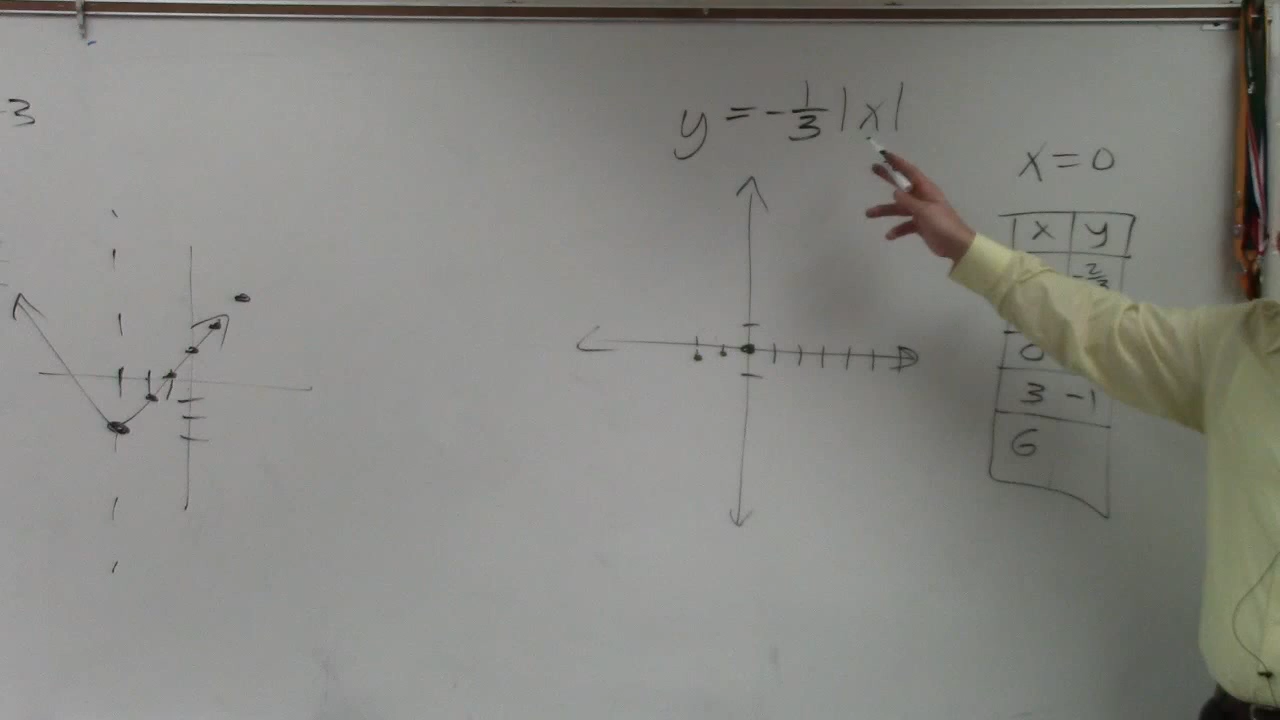 -3
y = -1/3 |x|
x = 0
x y
-2/3
0
3 -1
6